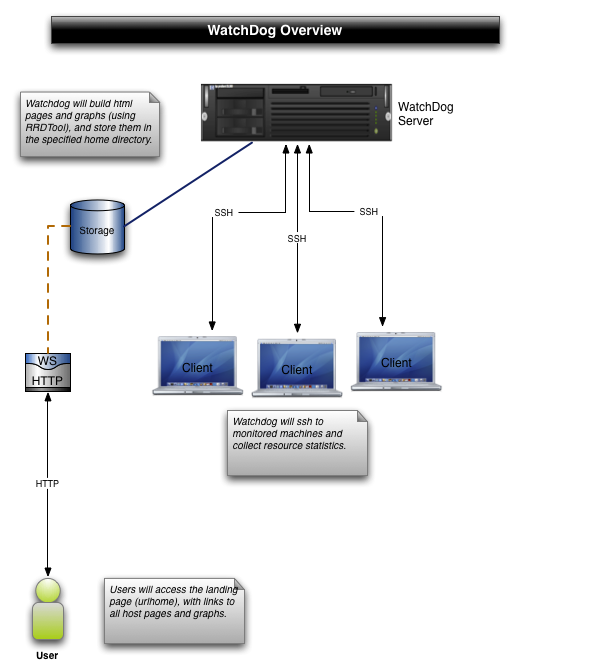 WatchDog Overview
Watchdog will build html
pages and graphs (using
RRDTool), and store them in
the specified home directory.
WatchDog
Server
SSH
SSH
SSH
Storage
WS
HTTP
Client
Client
Client
Watchdog will ssh to
monitored machines and
collect resource statistics.
HTTP
Users will access the landing
page (urlhome), with links to
all host pages and graphs.
User